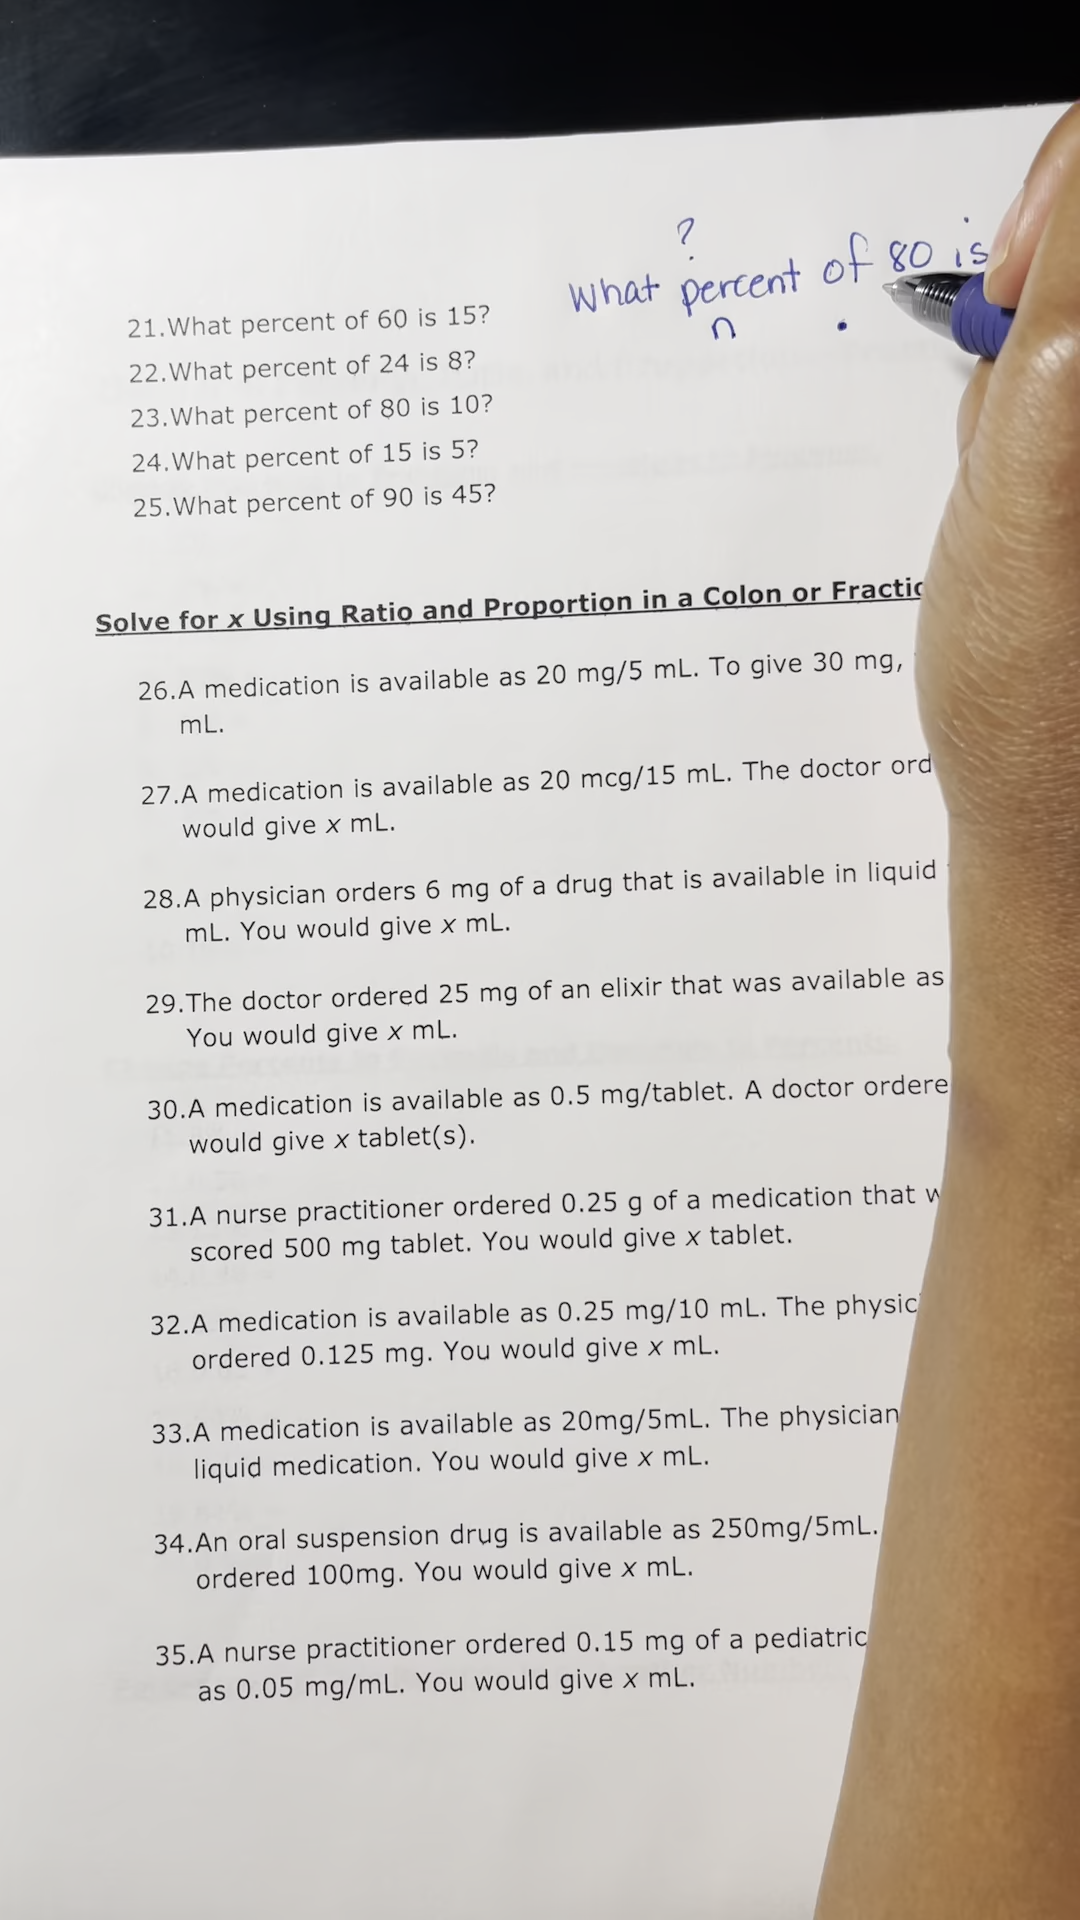 ?
What percent of 80 is
n .
21.What percent of 60 is 15?
22.What percent of 24 is 8?
23.What percent of 80 is 10?
24.What percent of 15 is 5?
25.What percent of 90 is 45?
Solve for x Using Ratio and Proportion in a Colon or
26.A medication is available as 20 mg/5 mL. To give 30 mg,
mL.
27.A medication is available as 20 mcg/15 mL. The doctor
would give x mL.
28.A physician orders 6 mg of a drug that is available in liquid
mL. You would give x mL.
29.The doctor ordered 25 mg of an elixir that was available as
You would give x mL.
30.A medication is available as 0.5 mg/tablet. A doctor
would give x tablet(s).
31.A nurse practitioner ordered 0.25 g of a medication that
scored 500 mg tablet. You would give x tablet.
32.A medication is available as 0.25 mg/10 mL. The
ordered 0.125 mg. You would give x mL.
33.A medication is available as 20mg/5mL. The physician
liquid medication. You would give x mL.
34.An oral suspension drug is available as 250mg/5mL.
ordered 100mg. You would give x mL.
35.A nurse practitioner ordered 0.15 mg of a pediatric
as 0.05 mg/mL. You would give x mL.